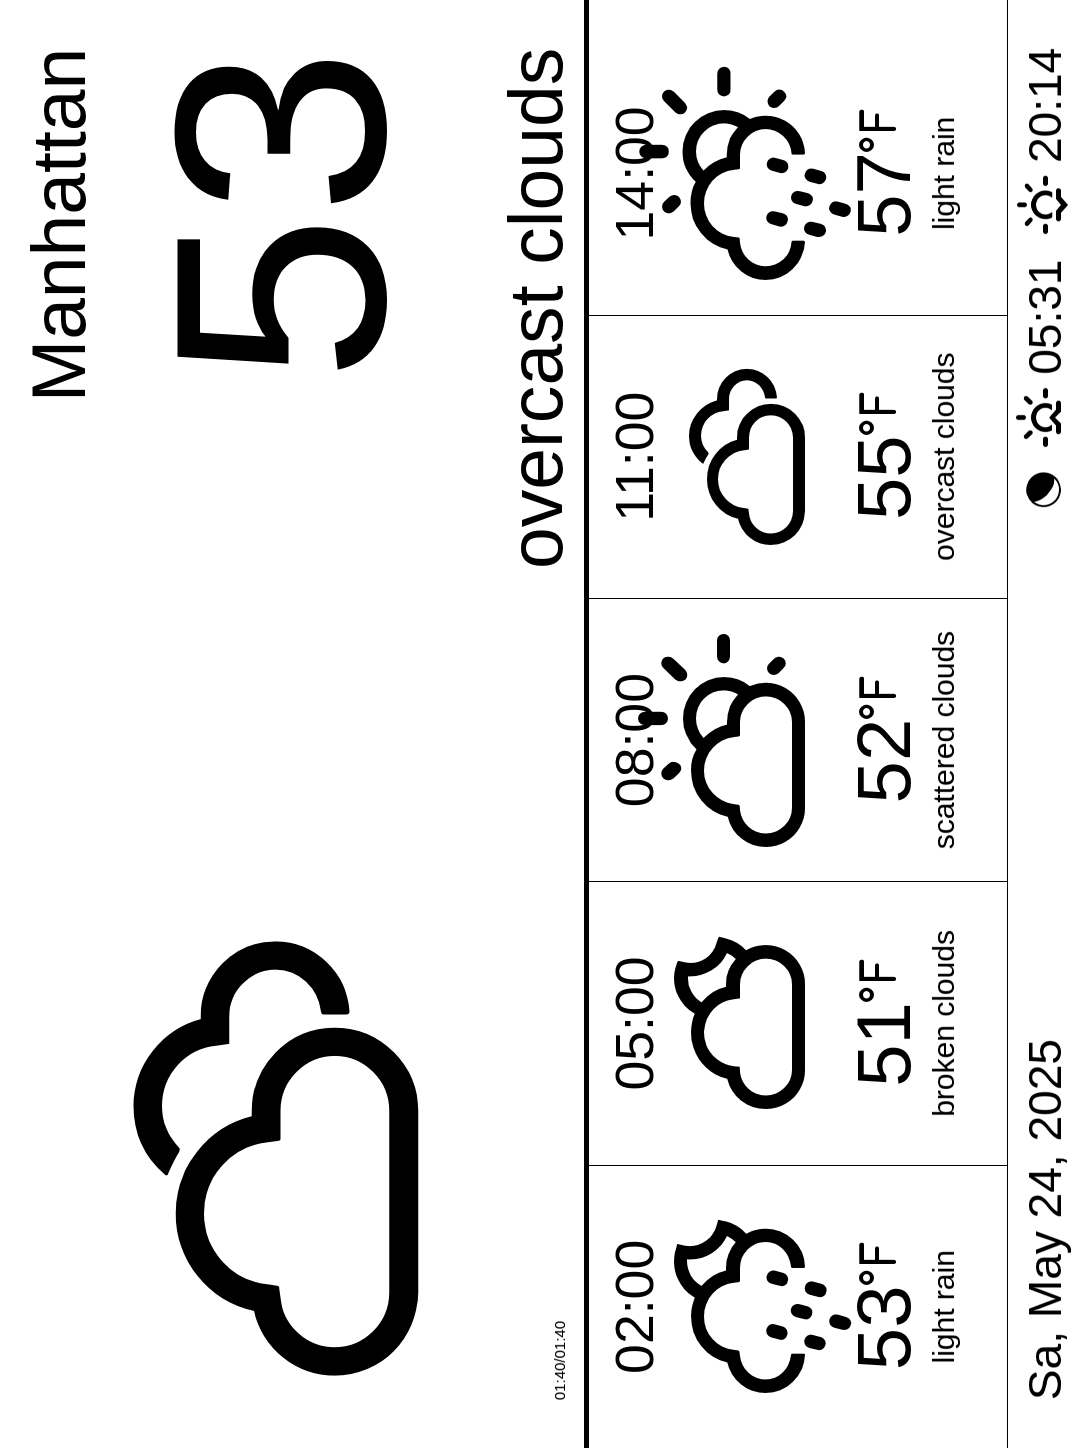 Manhattan
53
overcast clouds
01:40/01:40
02:00
53°F
light rain
05:00
51°F
broken clouds
08:00
52°F
scattered clouds
11:00
55°F
overcast clouds
14:00
57°F
light rain
Sa, May 24, 2025
05:31
20:14